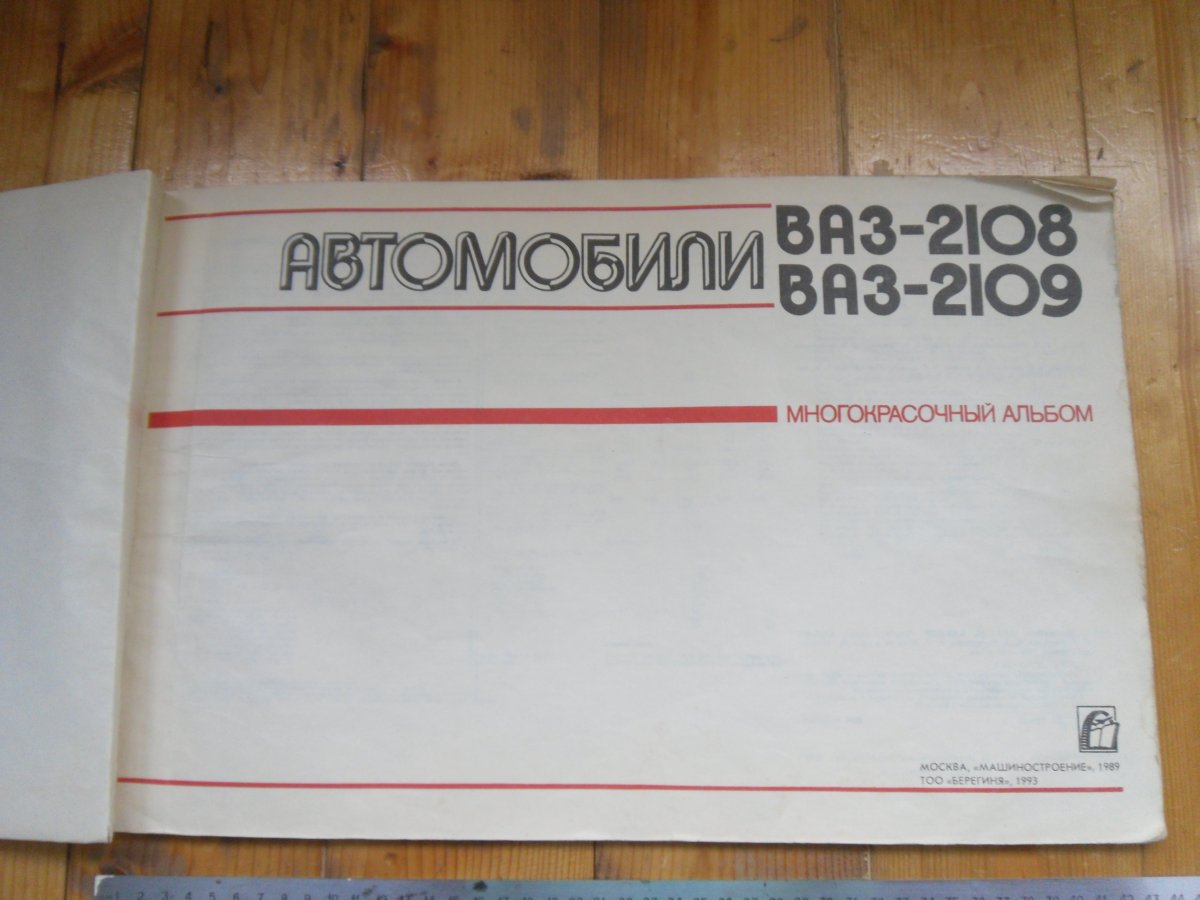 АВТОМОБИЛИ
ВАЗ-2108
ВАЗ-2109
МНОГОКРАСОЧНЫЙ АЛЬБОМ
МОСКВА, «МАШИНОСТРОЕНИЕ», 1989
ТОО «БЕРЕГИНЯ», 1993